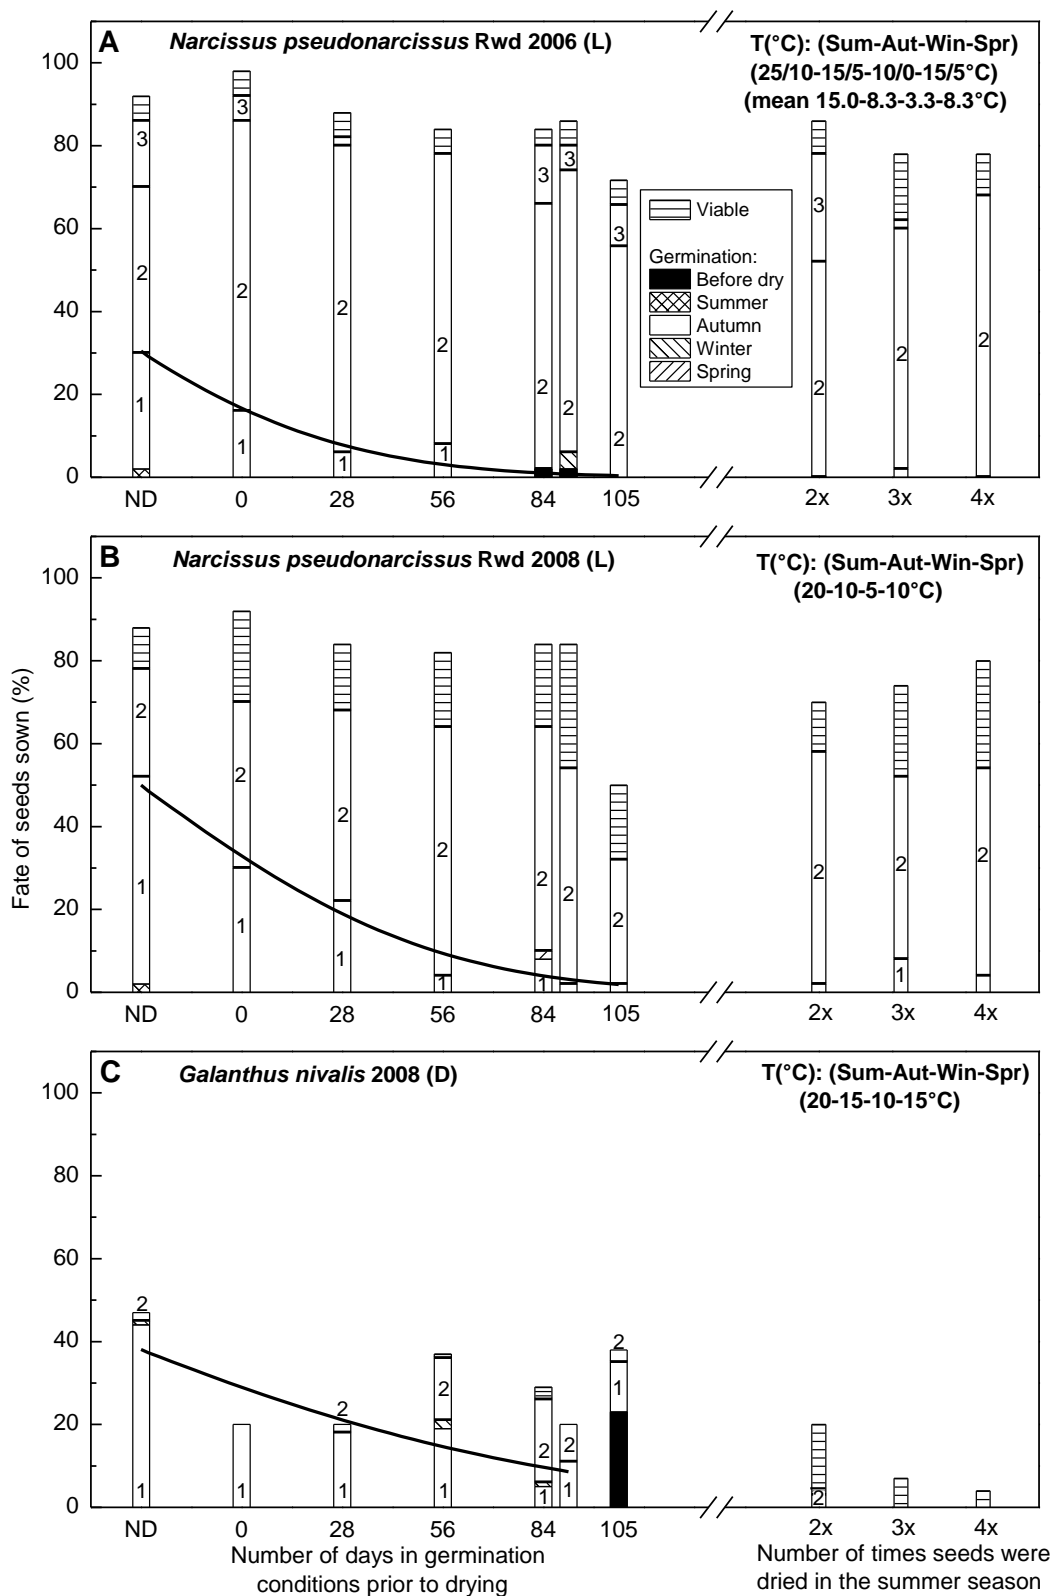 A
Narcissus pseudonarcissus Rwd 2006 (L)
T(°C): (Sum-Aut-Win-Spr)
(25/10-15/5-10/0-15/5°C)
(mean 15.0-8.3-3.3-8.3°C)
100
80
60
40
20
0
3
2
1
3
2
1
2
1
2
1
3
2
3
2
3
2
3
2
2
2
Viable
Germination:
Before dry
Summer
Autumn
Winter
Spring
ND
0
28
56
84
105
2x
3x
4x
B
Narcissus pseudonarcissus Rwd 2008 (L)
T(°C): (Sum-Aut-Win-Spr)
(20-10-5-10°C)
Fate of seeds sown (%)
100
80
60
40
20
0
2
1
2
1
2
1
2
1
2
1
2
2
2
2
1
2
ND
0
28
56
84
105
2x
3x
4x
C
Galanthus nivalis 2008 (D)
T(°C): (Sum-Aut-Win-Spr)
(20-15-10-15°C)
100
80
60
40
20
0
2
1
1
2
1
2
1
2
1
2
1
2
1
2
ND
0
28
56
84
105
2x
3x
4x
Number of days in germination
conditions prior to drying
Number of times seeds were
dried in the summer season